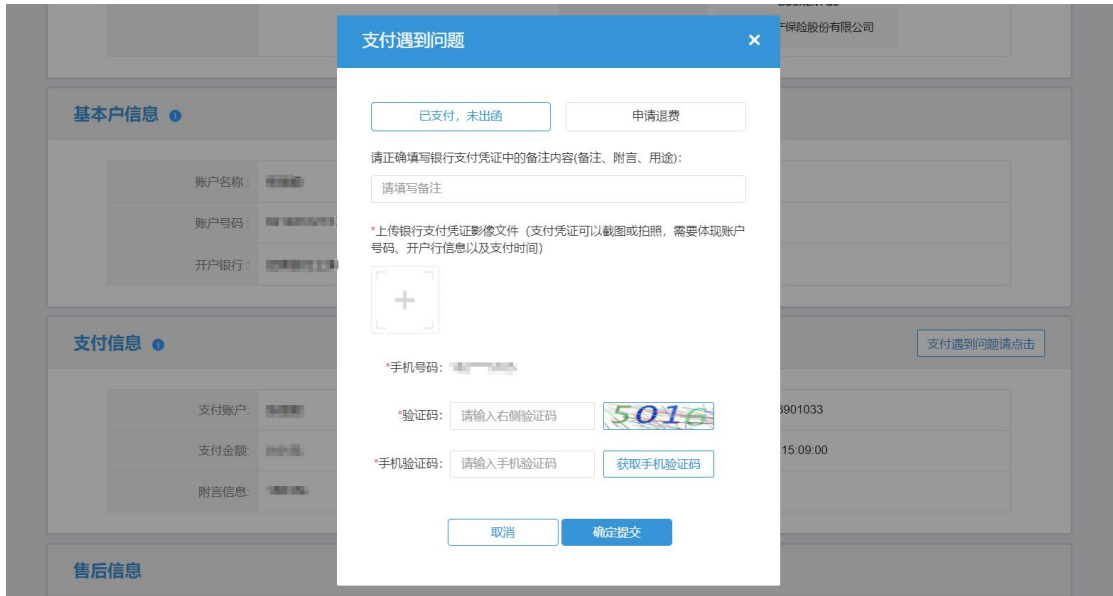 产保险股份有限公司
支付遇到问题 ×
基本户信息
已支付，未出函 申请退费
请正确填写银行支付凭证中的备注内容(备注、附言、用途):
账户名称:
请填写备注
账户号码:
*上传银行支付凭证影像文件（支付凭证可以截图或拍照，需要体现账户
号码、开户行信息以及支付时间）
开户银行:
支付信息
支付遇到问题请点击
*手机号码:
支付账户:
*验证码: 请输入右侧验证码 5016
901033
支付金额:
15:09:00
*手机验证码: 请输入手机验证码 获取手机验证码
附言信息:
取消 确定提交
售后信息